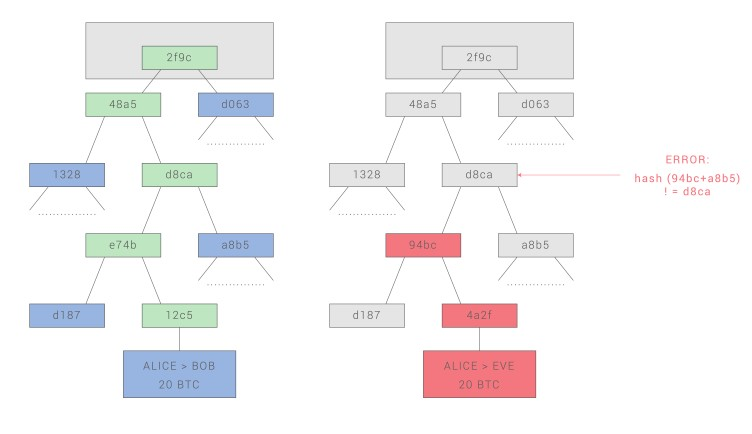 2f9c
48a5
d063
1328
d8ca
e74b
a8b5
d187
12c5
ALICE > BOB
20 BTC
2f9c
48a5
d063
1328
d8ca
94bc
a8b5
d187
4a2f
ALICE > EVE
20 BTC
ERROR:
hash (94bc+a8b5)
! = d8ca